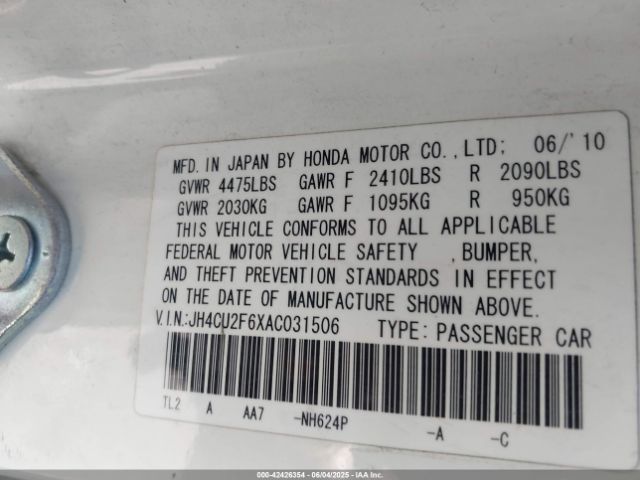 MFD. IN JAPAN BY HONDA MOTOR CO., LTD: 06/'10
GVWR 4475LBS GAWR F 2410LBS R 2090LBS
GVWR 2030KG GAWR F 1095KG R 950KG
THIS VEHICLE CONFORMS TO ALL APPLICABLE
FEDERAL MOTOR VEHICLE SAFETY , BUMPER,
AND THEFT PREVENTION STANDARDS IN EFFECT
ON THE DATE OF MANUFACTURE SHOWN ABOVE.
V.I.N:JH4CU2F6XAC031506 TYPE: PASSENGER CAR
TL2 A AA7 -NH624P -A -C
000-42426354 - 06/04/2025 - IAAI.COM